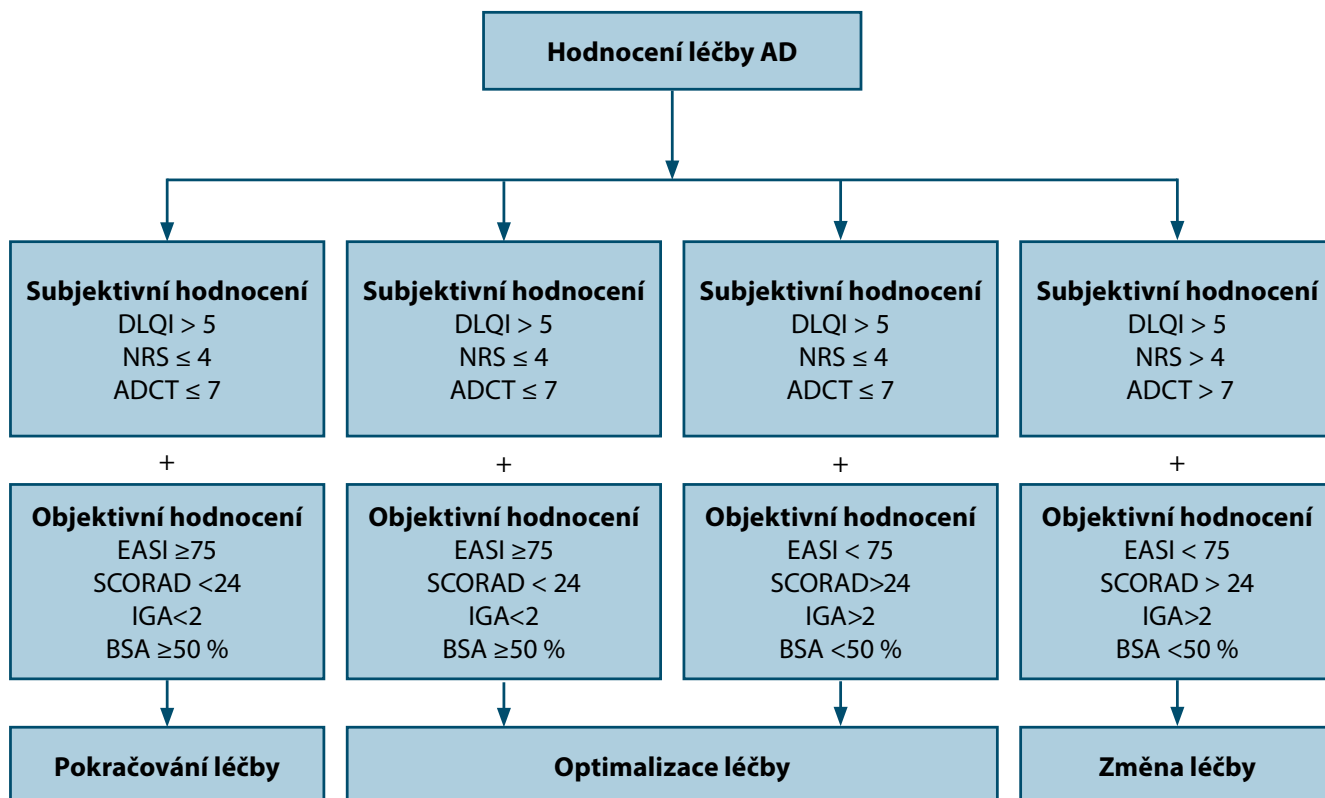 Hodnocení léčby AD
Subjektivní hodnocení
DLQI > 5
NRS ≤ 4
ADCT ≤ 7
Subjektivní hodnocení
DLQI > 5
NRS ≤ 4
ADCT ≤ 7
Subjektivní hodnocení
DLQI > 5
NRS ≤ 4
ADCT ≤ 7
Subjektivní hodnocení
DLQI > 5
NRS > 4
ADCT > 7
+
+
+
+
Objektivní hodnocení
EASI ≥75
SCORAD <24
IGA<2
BSA ≥50 %
Objektivní hodnocení
EASI ≥75
SCORAD < 24
IGA<2
BSA ≥50 %
Objektivní hodnocení
EASI < 75
SCORAD>24
IGA>2
BSA <50 %
Objektivní hodnocení
EASI < 75
SCORAD > 24
IGA>2
BSA <50 %
Pokračování léčby
Optimalizace léčby
Změna léčby